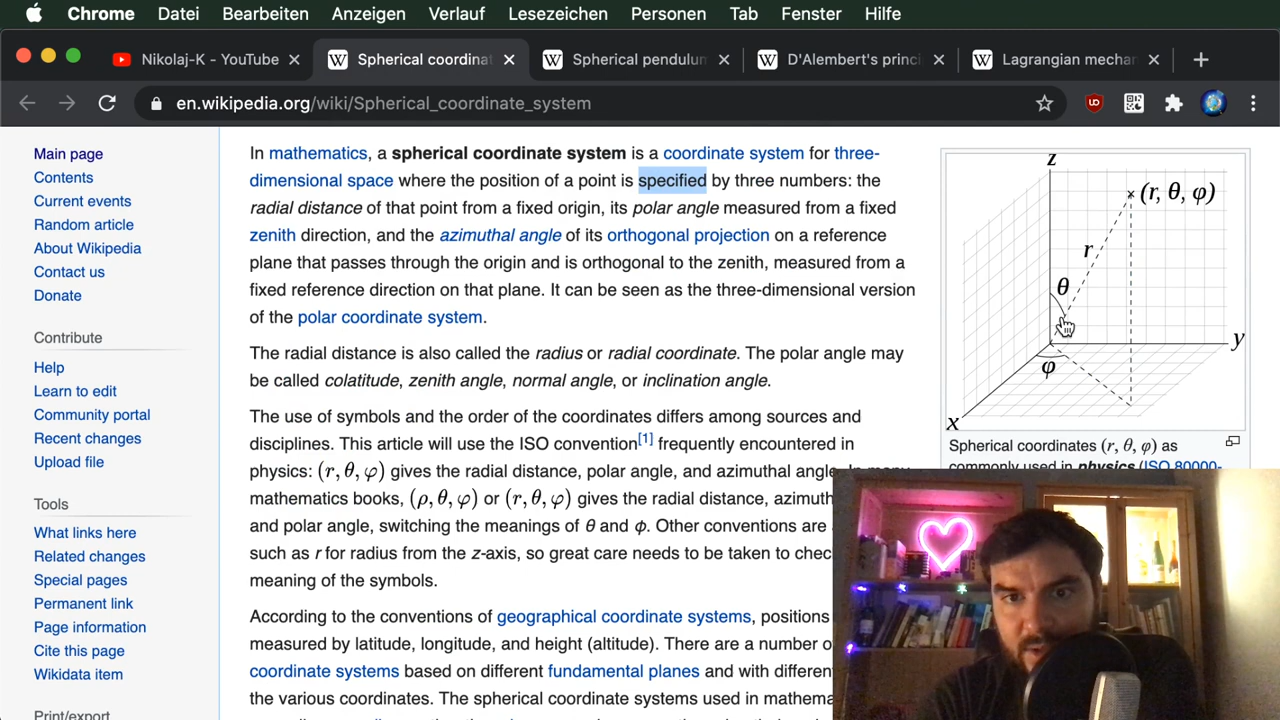 Chrome Datei Bearbeiten Anzeigen Verlauf Lesezeichen Personen Tab Fenster Hilfe
Nikolaj-K - YouTube
Spherical coordinat
Spherical pendulum
D'Alembert's princi
Lagrangian mechan
en.wikipedia.org/wiki/Spherical_coordinate_system
Main page
Contents
Current events
Random article
About Wikipedia
Contact us
Donate
Contribute
Help
Learn to edit
Community portal
Recent changes
Upload file
Tools
What links here
Related changes
Special pages
Permanent link
Page information
Cite this page
Wikidata item
Print/export
In mathematics, a spherical coordinate system is a coordinate system for three-
dimensional space where the position of a point is specified by three numbers: the
radial distance of that point from a fixed origin, its polar angle measured from a fixed
zenith direction, and the azimuthal angle of its orthogonal projection on a reference
plane that passes through the origin and is orthogonal to the zenith, measured from a
fixed reference direction on that plane. It can be seen as the three-dimensional version
of the polar coordinate system.
The radial distance is also called the radius or radial coordinate. The polar angle may
be called colatitude, zenith angle, normal angle, or inclination angle.
The use of symbols and the order of the coordinates differs among sources and
disciplines. This article will use the ISO convention[1] frequently encountered in
physics: (r, θ, φ) gives the radial distance, polar angle, and azimuthal angle. In many
mathematics books, (ρ, θ, φ) or (r, θ, φ) gives the radial distance, azimuth
and polar angle, switching the meanings of θ and φ. Other conventions are
such as r for radius from the z-axis, so great care needs to be taken to chec
meaning of the symbols.
According to the conventions of geographical coordinate systems, positions
measured by latitude, longitude, and height (altitude). There are a number o
coordinate systems based on different fundamental planes and with differen
the various coordinates. The spherical coordinate systems used in mathema
z
(r, θ, φ)
r
θ
y
φ
x
Spherical coordinates (r, θ, φ) as
commonly used in physics (ISO 80000-